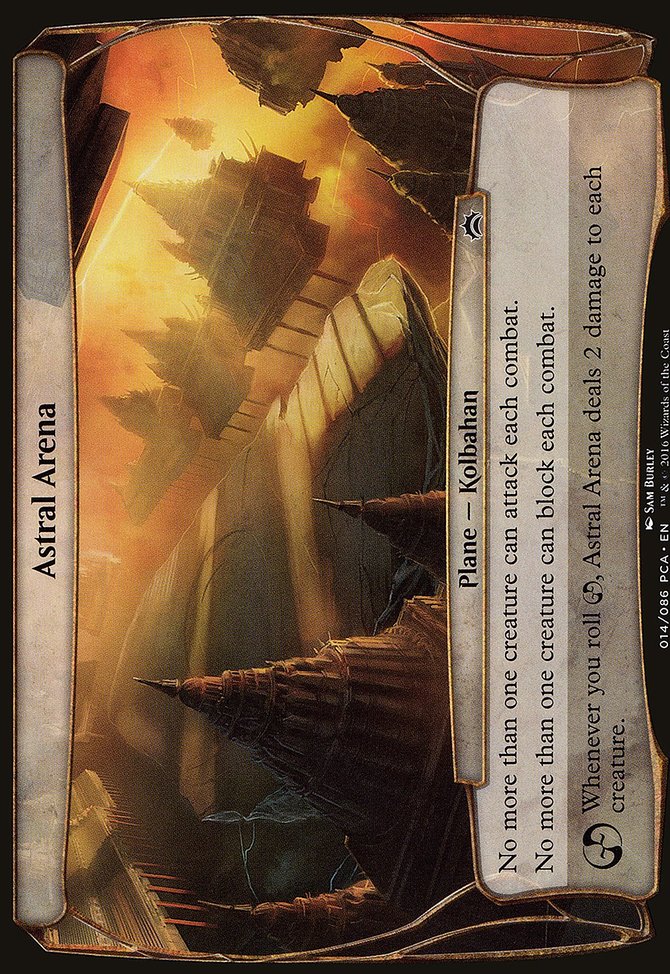 Astral Arena
Plane — Kolbahan
No more than one creature can attack each combat.
No more than one creature can block each combat.
Whenever you roll , Astral Arena deals 2 damage to each
creature.
Sam Burley
014/086 PCA • EN ™ & © 2016 Wizards of the Coast